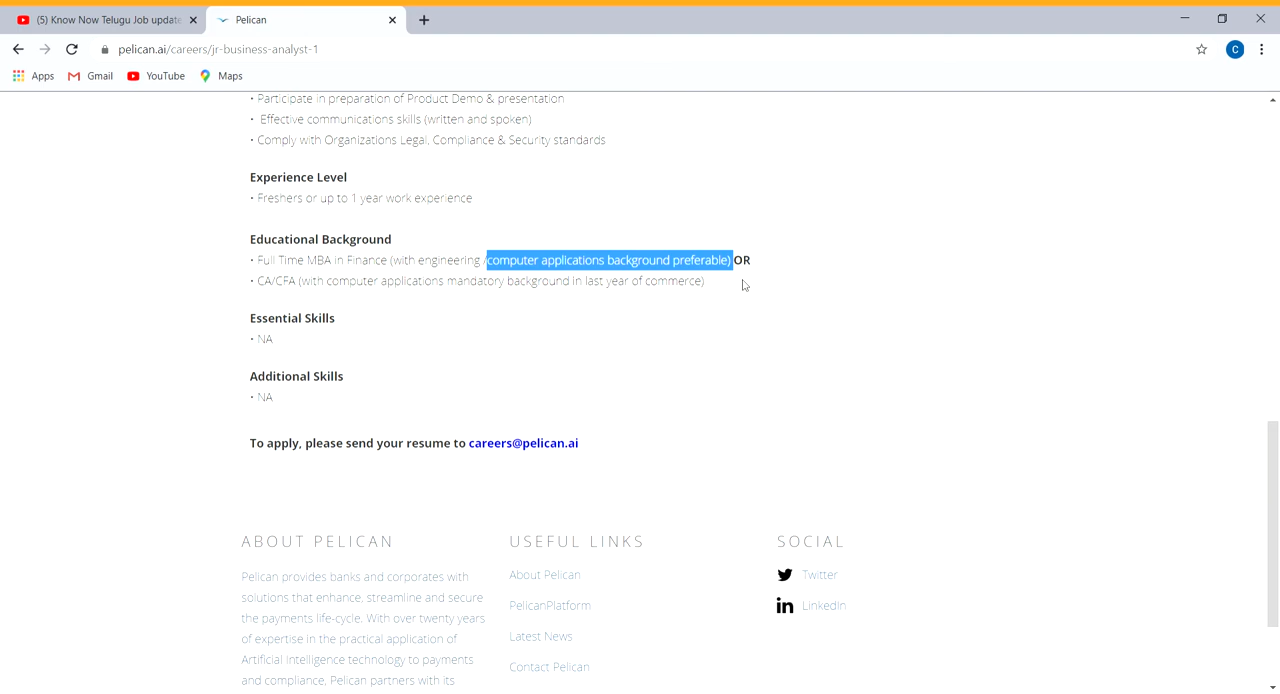 (5) Know Now Telugu Job update
Pelican
pelican.ai/careers/jr-business-analyst-1
C
Apps
Gmail
YouTube
Maps
• Participate in preparation of Product Demo & presentation
• Effective communications skills (written and spoken)
• Comply with Organizations Legal, Compliance & Security standards
Experience Level
• Freshers or up to 1 year work experience
Educational Background
• Full Time MBA in Finance (with engineering /computer applications background preferable) OR
• CA/CFA (with computer applications mandatory background in last year of commerce)
Essential Skills
• NA
Additional Skills
• NA
To apply, please send your resume to careers@pelican.ai
ABOUT PELICAN
Pelican provides banks and corporates with
solutions that enhance, streamline and secure
the payments life-cycle. With over twenty years
of expertise in the practical application of
Artificial Intelligence technology to payments
and compliance, Pelican partners with its
USEFUL LINKS
About Pelican
PelicanPlatform
Latest News
Contact Pelican
SOCIAL
Twitter
LinkedIn